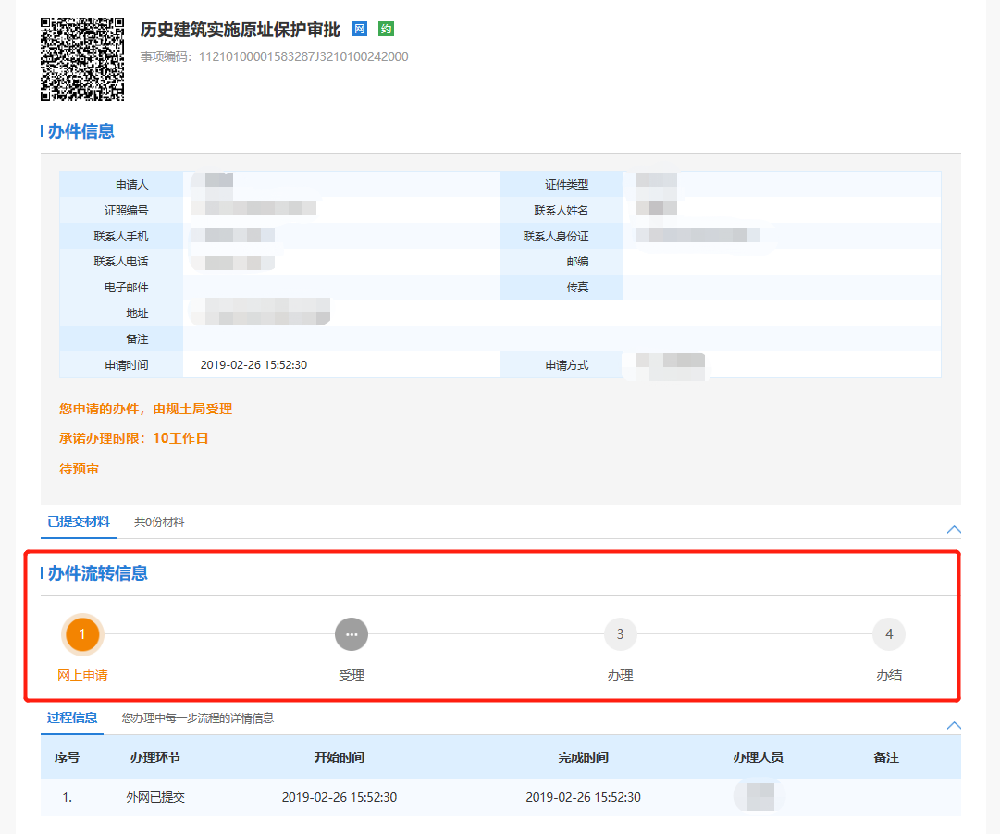 历史建筑实施原址保护审批 网 约
事项编码：11210100001583287J3210100242000
办件信息
申请人 证件类型
证照编号 联系人姓名
联系人手机 联系人身份证
联系人电话 邮编
电子邮件 传真
地址
备注
申请时间 2019-02-26 15:52:30 申请方式
您申请的办件，由规土局受理
承诺办理时限：10工作日
待预审
已提交材料 共0份材料
办件流转信息
1 ... 3 4
网上申请 受理 办理 办结
过程信息 您办理中每一步流程的详情信息
序号 办理环节 开始时间 完成时间 办理人员 备注
1. 外网已提交 2019-02-26 15:52:30 2019-02-26 15:52:30